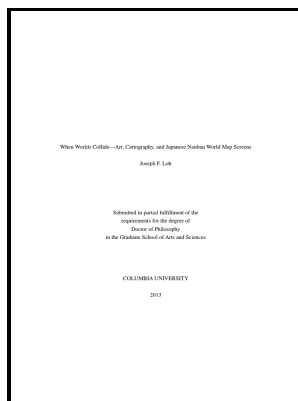 When Worlds Collide—Art, Cartography, and Japanese Nanban World Map Screens
Joseph F. Loh
Submitted in partial fulfillment of the
requirements for the degree of
Doctor of Philosophy
in the Graduate School of Arts and Sciences
COLUMBIA UNIVERSITY
2013